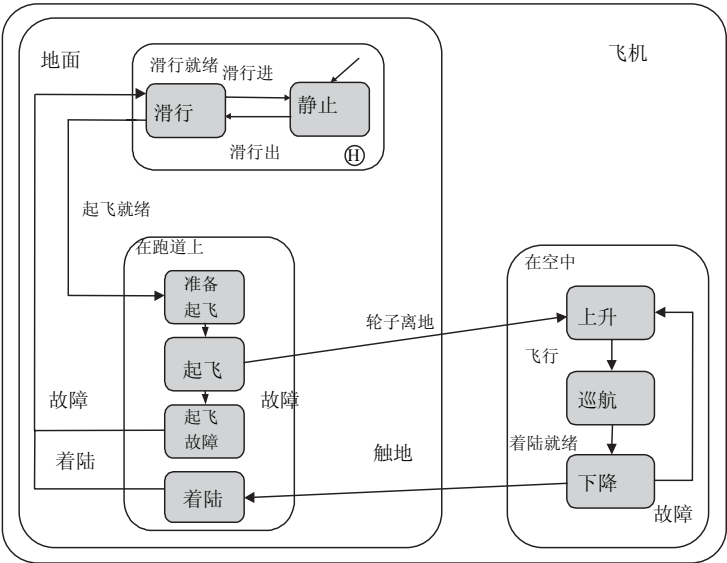 地面
飞机
滑行就绪
滑行进
滑行
静止
滑行出
H
起飞就绪
在跑道上
在空中
准备
起飞
上升
轮子离地
起飞
飞行
故障
故障
巡航
起飞
故障
着陆就绪
触地
着陆
下降
着陆
故障